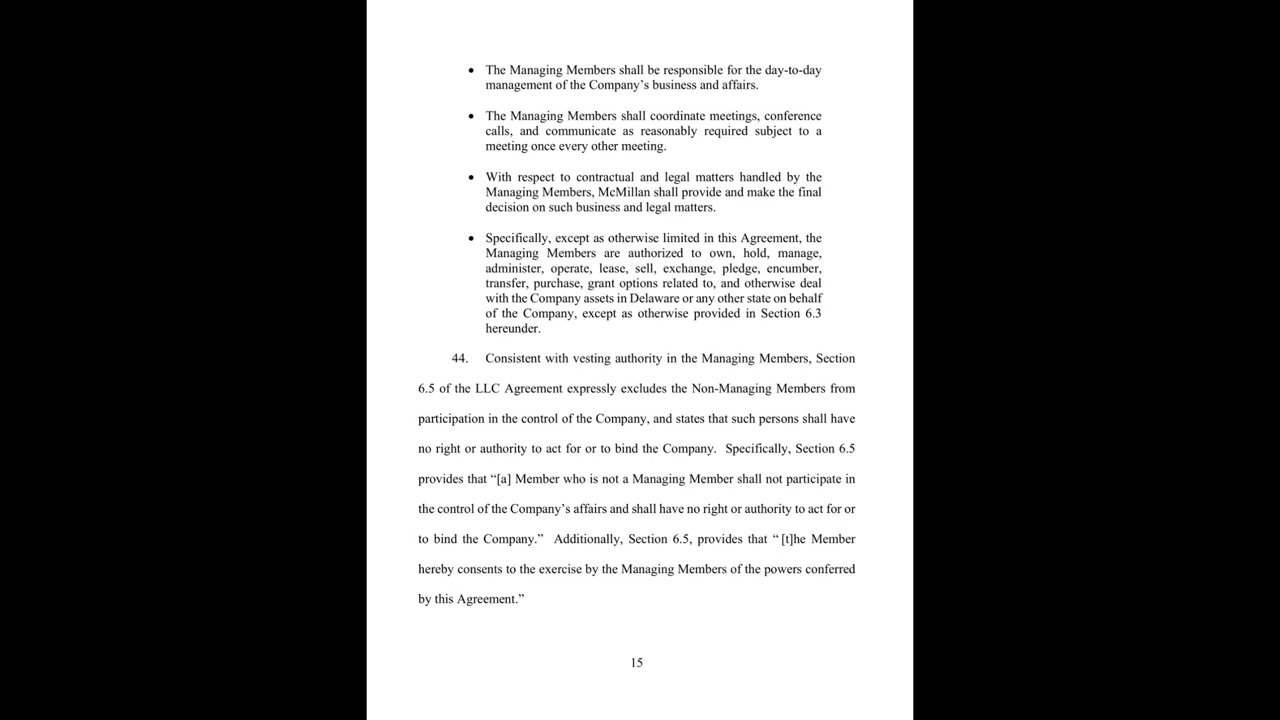 • The Managing Members shall be responsible for the day-to-day
management of the Company's business and affairs.
• The Managing Members shall coordinate meetings, conference
calls, and communicate as reasonably required subject to a
meeting once every other meeting.
• With respect to contractual and legal matters handled by the
Managing Members, McMillan shall provide and make the final
decision on such business and legal matters.
• Specifically, except as otherwise limited in this Agreement, the
Managing Members are authorized to own, hold, manage,
administer, operate, lease, sell, exchange, pledge, encumber,
transfer, purchase, grant options related to, and otherwise deal
with the Company assets in Delaware or any other state on behalf
of the Company, except as otherwise provided in Section 6.3
hereunder.
44. Consistent with vesting authority in the Managing Members, Section
6.5 of the LLC Agreement expressly excludes the Non-Managing Members from
participation in the control of the Company, and states that such persons shall have
no right or authority to act for or to bind the Company. Specifically, Section 6.5
provides that “[a] Member who is not a Managing Member shall not participate in
the control of the Company's affairs and shall have no right or authority to act for or
to bind the Company.” Additionally, Section 6.5, provides that “ [t]he Member
hereby consents to the exercise by the Managing Members of the powers conferred
by this Agreement.”
15